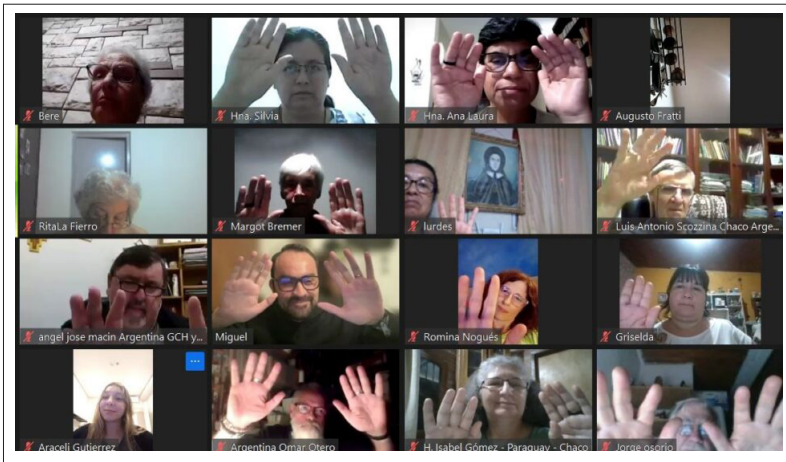 Bere
Hna. Silvia
Hna. Ana Laura
Augusto Fratti
RitaLa Fierro
Margot Bremer
lurdes
Luis Antonio Scozzina Chaco Arge...
angel jose macin Argentina GCH y...
Miguel
Romina Nogués
Griselda
Araceli Gutierrez
Argentina Omar Otero
H. Isabel Gómez - Paraguay - Chaco
Jorge osorio